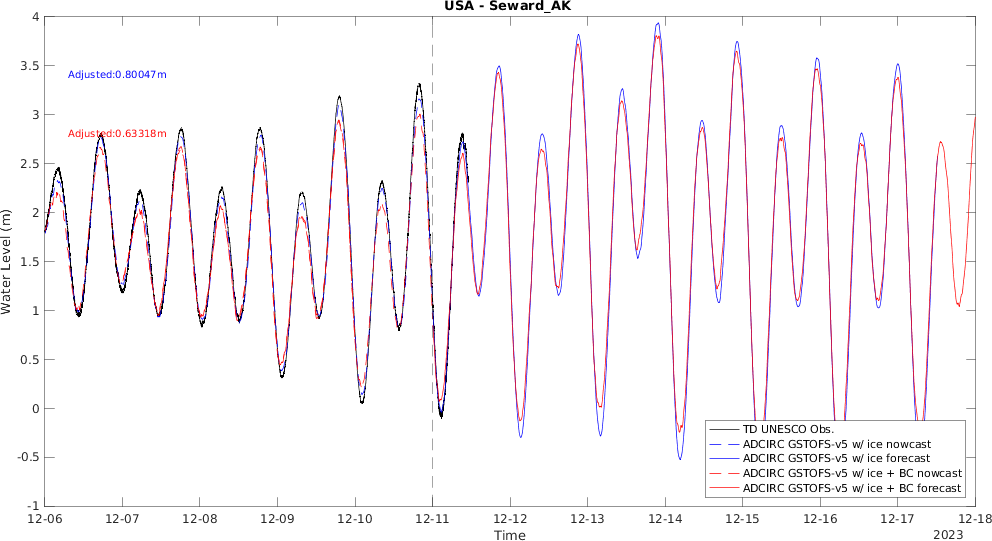 USA - Seward_AK
4
3.5
3
2.5
2
1.5
1
0.5
0
-0.5
-1
Water Level (m)
Adjusted:0.80047m
Adjusted:0.63318m
TD UNESCO Obs.
ADCIRC GSTOFS-v5 w/ ice nowcast
ADCIRC GSTOFS-v5 w/ ice forecast
ADCIRC GSTOFS-v5 w/ ice + BC nowcast
ADCIRC GSTOFS-v5 w/ ice + BC forecast
12-06 12-07 12-08 12-09 12-10 12-11 12-12 12-13 12-14 12-15 12-16 12-17 12-18
Time
2023